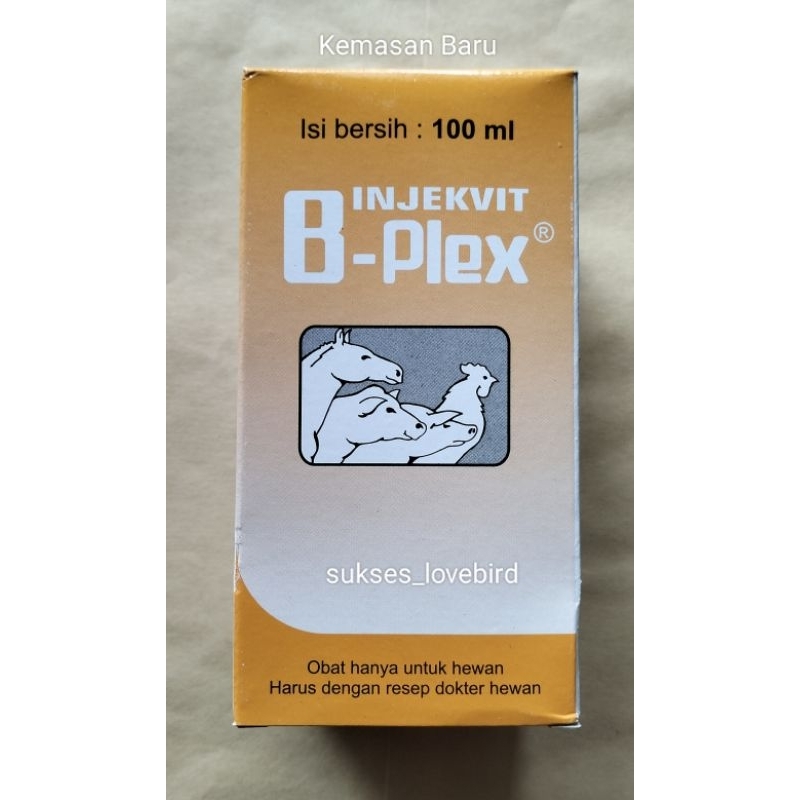 Kemasan Baru
Isi bersih : 100 ml
INJEKVIT
B-Plex®
sukses_lovebird
Obat hanya untuk hewan
Harus dengan resep dokter hewan